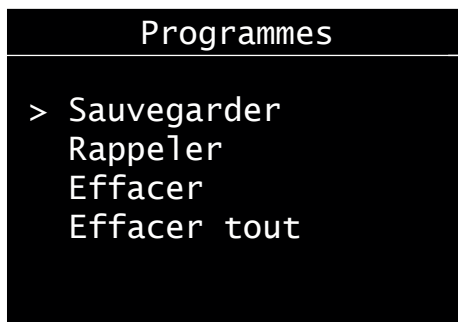 Programmes
> Sauvegarder
Rappeler
Effacer
Effacer tout